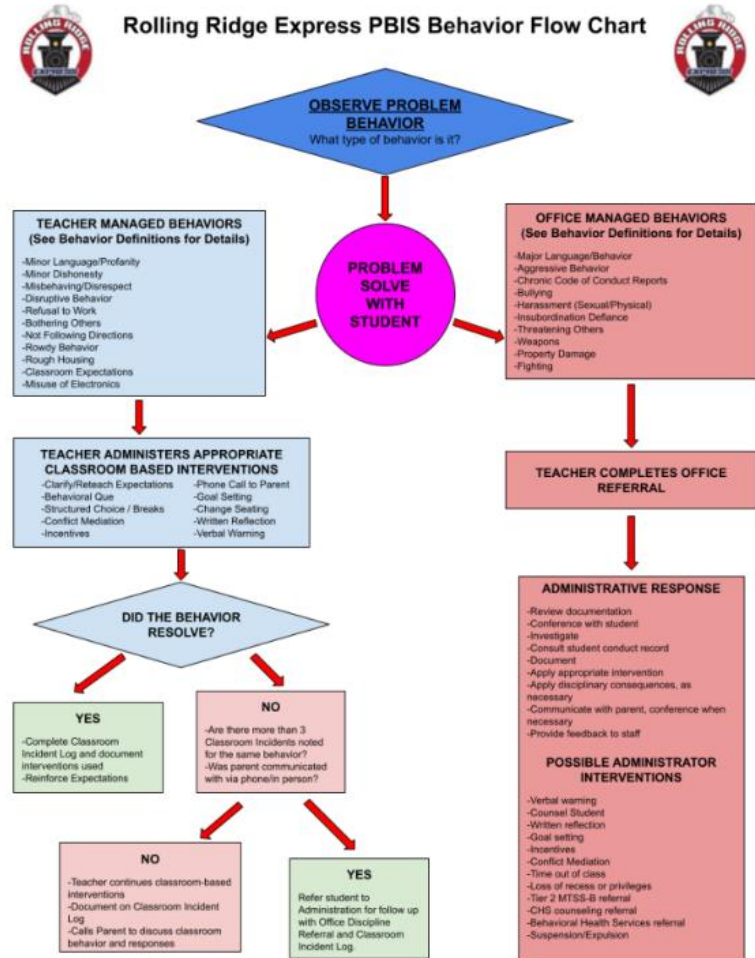 Rolling Ridge Express PBIS Behavior Flow Chart
ROLLING RIDGE
EXPRESS
ROLLING RIDGE
EXPRESS
OBSERVE PROBLEM
BEHAVIOR
What type of behavior is it?
PROBLEM
SOLVE
WITH
STUDENT
TEACHER MANAGED BEHAVIORS
(See Behavior Definitions for Details)
-Minor Language/Profanity
-Minor Dishonesty
-Misbehaving/Disrespect
-Disruptive Behavior
-Refusal to Work
-Bothering Others
-Not Following Directions
-Rowdy Behavior
-Rough Housing
-Classroom Expectations
-Misuse of Electronics
OFFICE MANAGED BEHAVIORS
(See Behavior Definitions for Details)
-Major Language/Behavior
-Aggressive Behavior
-Chronic Code of Conduct Reports
-Bullying
-Harassment (Sexual/Physical)
-Insubordination Defiance
-Threatening Others
-Weapons
-Property Damage
-Fighting
TEACHER ADMINISTERS APPROPRIATE
CLASSROOM BASED INTERVENTIONS
-Clarify/Reteach Expectations
-Behavioral Que
-Structured Choice / Breaks
-Conflict Mediation
-Incentives
-Phone Call to Parent
-Goal Setting
-Change Seating
-Written Reflection
-Verbal Warning
TEACHER COMPLETES OFFICE
REFERRAL
DID THE BEHAVIOR
RESOLVE?
YES
-Complete Classroom
Incident Log and document
interventions used
-Reinforce Expectations
NO
-Are there more than 3
Classroom Incidents noted
for the same behavior?
-Was parent communicated
with via phone/in person?
NO
-Teacher continues classroom-based
interventions
-Document on Classroom Incident
Log
-Calls Parent to discuss classroom
behavior and responses
YES
Refer student to
Administration for follow up
with Office Discipline
Referral and Classroom
Incident Log.
ADMINISTRATIVE RESPONSE
-Review documentation
-Conference with student
-Investigate
-Consult student conduct record
-Document
-Apply appropriate intervention
-Apply disciplinary consequences, as
necessary
-Communicate with parent, conference when
necessary
-Provide feedback to staff
POSSIBLE ADMINISTRATOR
INTERVENTIONS
-Verbal warning
-Counsel Student
-Written reflection
-Goal setting
-Incentives
-Conflict Mediation
-Time out of class
-Loss of recess or privileges
-Tier 2 MTSS-B referral
-CHS counseling referral
-Behavioral Health Services referral
-Suspension/Expulsion